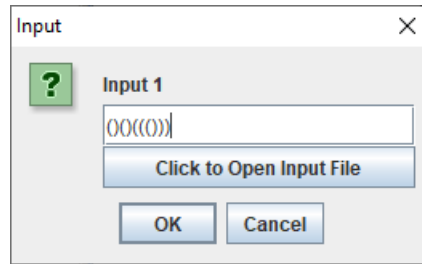 Input
?
Input 1
()()((()))
Click to Open Input File
OK Cancel